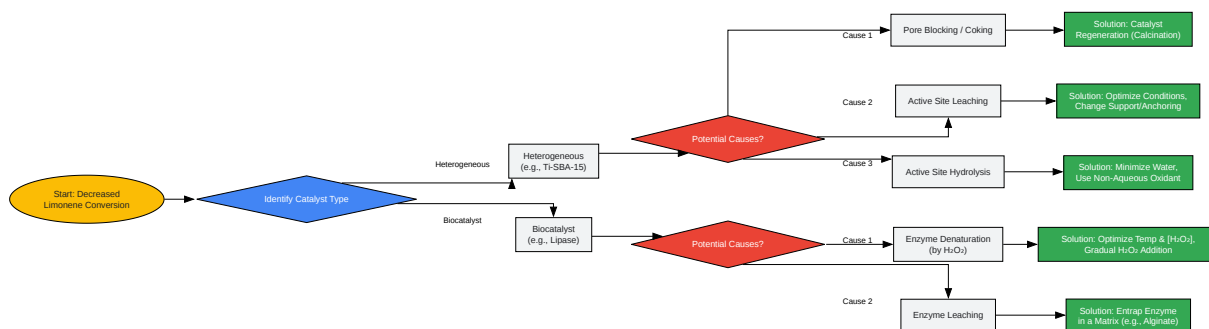 Start: Decreased
Limonene Conversion
Identify Catalyst Type
Heterogeneous
Heterogeneous
(e.g., Ti-SBA-15)
Potential Causes?
Cause 1
Pore Blocking / Coking
Solution: Catalyst
Regeneration (Calcination)
Cause 2
Active Site Leaching
Solution: Optimize Conditions,
Change Support/Anchoring
Cause 3
Active Site Hydrolysis
Solution: Minimize Water,
Use Non-Aqueous Oxidant
Biocatalyst
Biocatalyst
(e.g., Lipase)
Potential Causes?
Cause 1
Enzyme Denaturation
(by H₂O₂)
Solution: Optimize Temp & [H₂O₂],
Gradual H₂O₂ Addition
Cause 2
Enzyme Leaching
Solution: Entrap Enzyme
in a Matrix (e.g., Alginate)